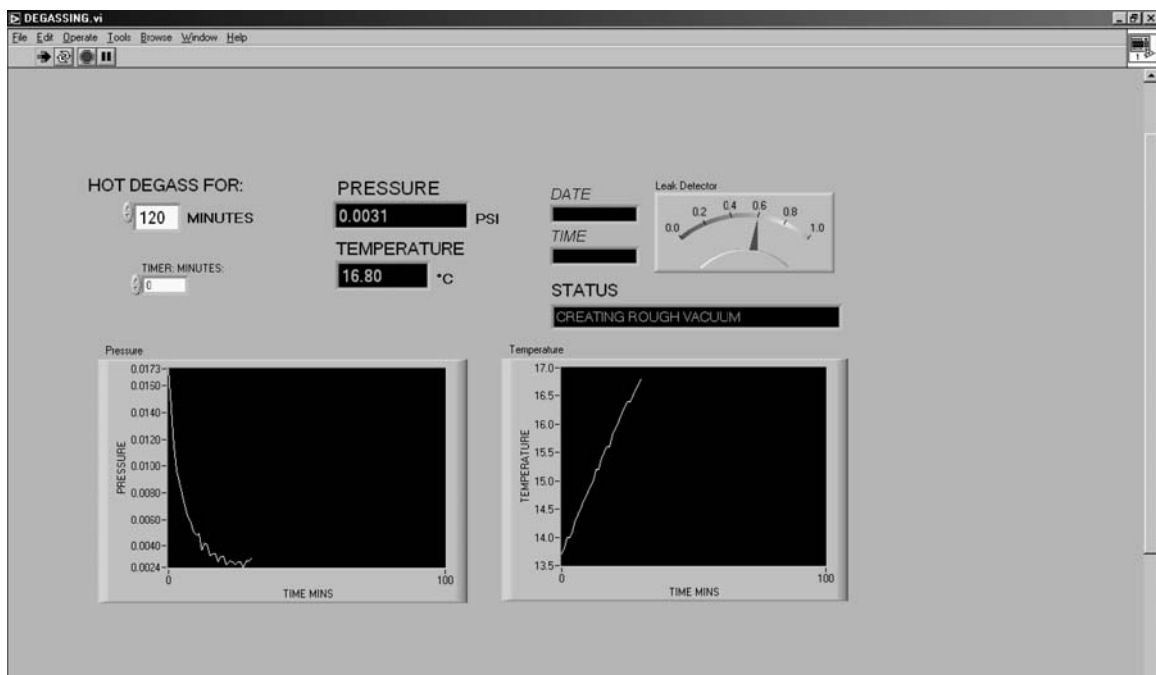 DEGASSING.vi
File Edit Operate Tools Browse Window Help
1
HOT DEGASS FOR:
120 MINUTES
TIMER: MINUTES:
0
PRESSURE
0.0031 PSI
TEMPERATURE
16.80 °C
DATE
TIME
Leak Detector
0.0 0.2 0.4 0.6 0.8 1.0
STATUS
CREATING ROUGH VACUUM
Pressure
0.0173
0.0160
0.0140
0.0120
0.0100
0.0080
0.0060
0.0040
0.0024
PRESSURE
0 100
TIME MINS
Temperature
17.0
16.5
16.0
15.5
15.0
14.5
14.0
13.5
TEMPERATURE
0 100
TIME MINS